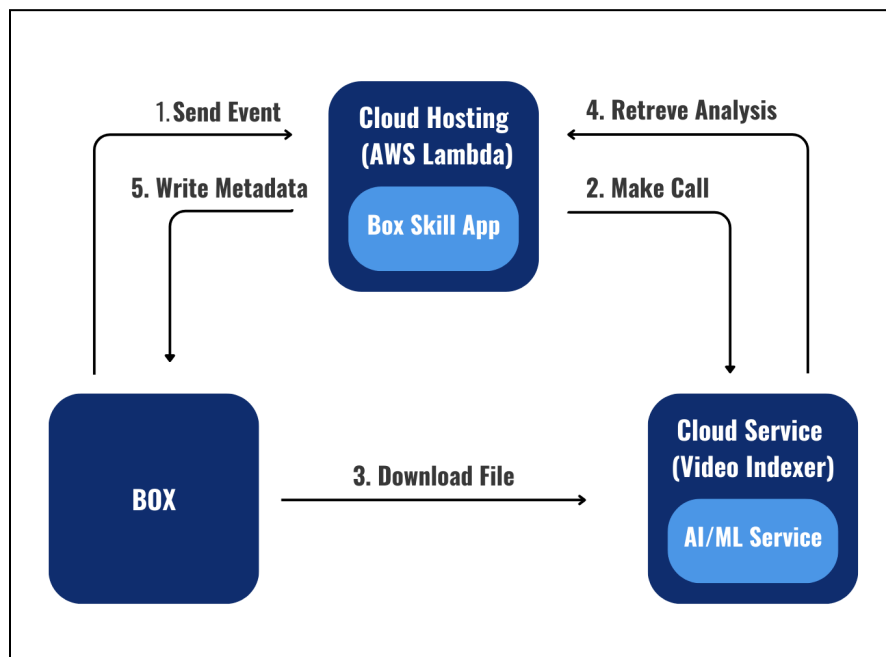 1. Send Event
Cloud Hosting
(AWS Lambda)
4. Retreve Analysis
5. Write Metadata
2. Make Call
Box Skill App
BOX
3. Download File
Cloud Service
(Video Indexer)
AI/ML Service